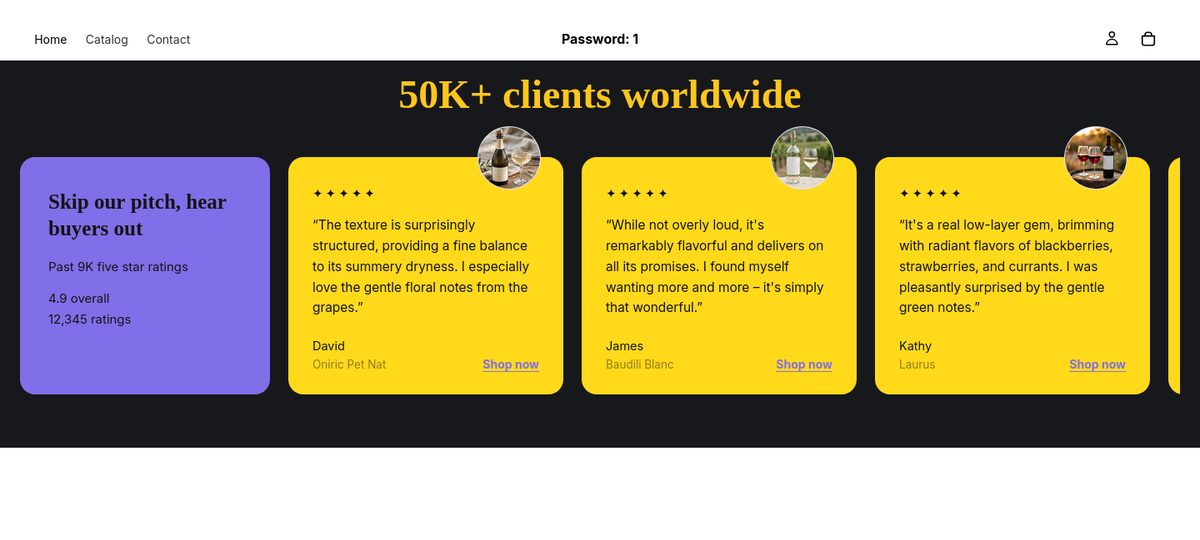 Home Catalog Contact
Password: 1
50K+ clients worldwide
Skip our pitch, hear
buyers out
Past 9K five star ratings
4.9 overall
12,345 ratings
“The texture is surprisingly
structured, providing a fine balance
to its summery dryness. I especially
love the gentle floral notes from the
grapes.”
David
Oniric Pet Nat
Shop now
“While not overly loud, it's
remarkably flavorful and delivers on
all its promises. I found myself
wanting more and more – it's simply
that wonderful.”
James
Baudili Blanc
Shop now
“It's a real low-layer gem, brimming
with radiant flavors of blackberries,
strawberries, and currants. I was
pleasantly surprised by the gentle
green notes.”
Kathy
Laurus
Shop now